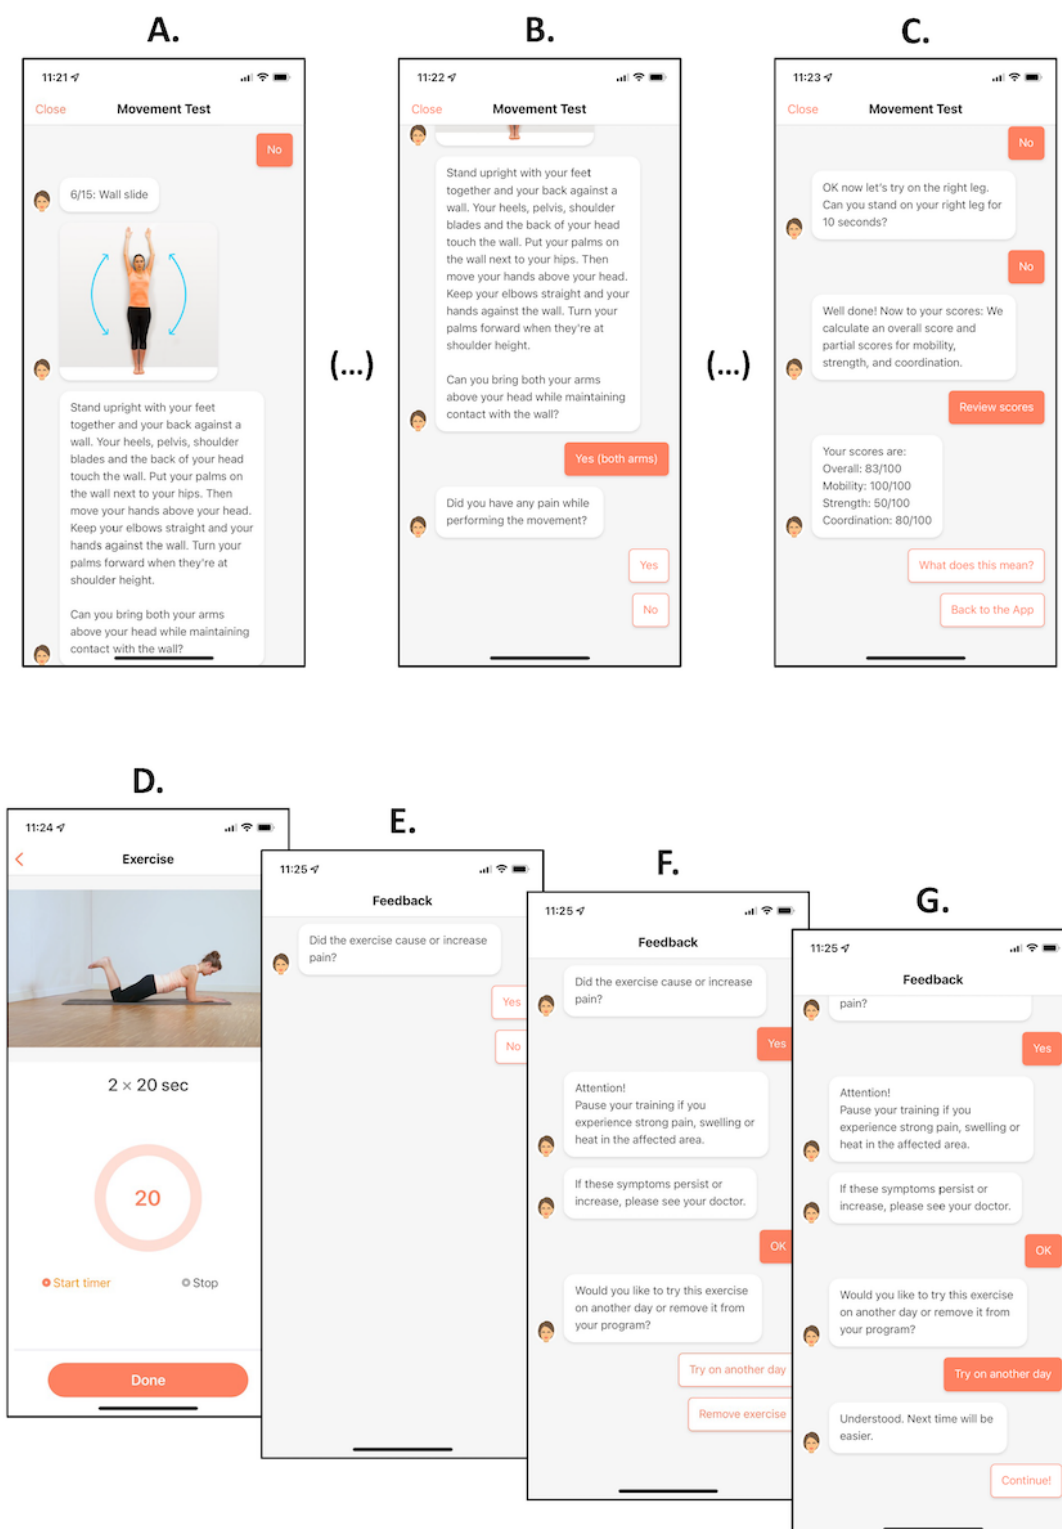 A.
11:21
Close
Movement Test
No
6/15: Wall slide
Stand upright with your feet
together and your back against a
wall. Your heels, pelvis, shoulder
blades and the back of your head
touch the wall. Put your palms on
the wall next to your hips. Then
move your hands above your head.
Keep your elbows straight and your
hands against the wall. Turn your
palms forward when they're at
shoulder height.
Can you bring both your arms
above your head while maintaining
contact with the wall?
(...)
B.
11:22
Close
Movement Test
Stand upright with your feet
together and your back against a
wall. Your heels, pelvis, shoulder
blades and the back of your head
touch the wall. Put your palms on
the wall next to your hips. Then
move your hands above your head.
Keep your elbows straight and your
hands against the wall. Turn your
palms forward when they're at
shoulder height.
Can you bring both your arms
above your head while maintaining
contact with the wall?
Yes (both arms)
Did you have any pain while
performing the movement?
Yes
No
(...)
C.
11:23
Close
Movement Test
No
OK now let's try on the right leg.
Can you stand on your right leg for
10 seconds?
No
Well done! Now to your scores: We
calculate an overall score and
partial scores for mobility,
strength, and coordination.
Review scores
Your scores are:
Overall: 83/100
Mobility: 100/100
Strength: 50/100
Coordination: 80/100
What does this mean?
Back to the App
D.
11:24
Exercise
2 × 20 sec
20
Start timer
Stop
Done
E.
11:25
Feedback
Did the exercise cause or increase
pain?
Yes
No
F.
11:25
Feedback
Did the exercise cause or increase
pain?
Yes
Attention!
Pause your training if you
experience strong pain, swelling or
heat in the affected area.
If these symptoms persist or
increase, please see your doctor.
OK
Would you like to try this exercise
on another day or remove it from
your program?
Try on another day
Remove exercise
G.
11:25
Feedback
pain?
Yes
Attention!
Pause your training if you
experience strong pain, swelling or
heat in the affected area.
If these symptoms persist or
increase, please see your doctor.
OK
Would you like to try this exercise
on another day or remove it from
your program?
Try on another day
Understood. Next time will be
easier.
Continue!